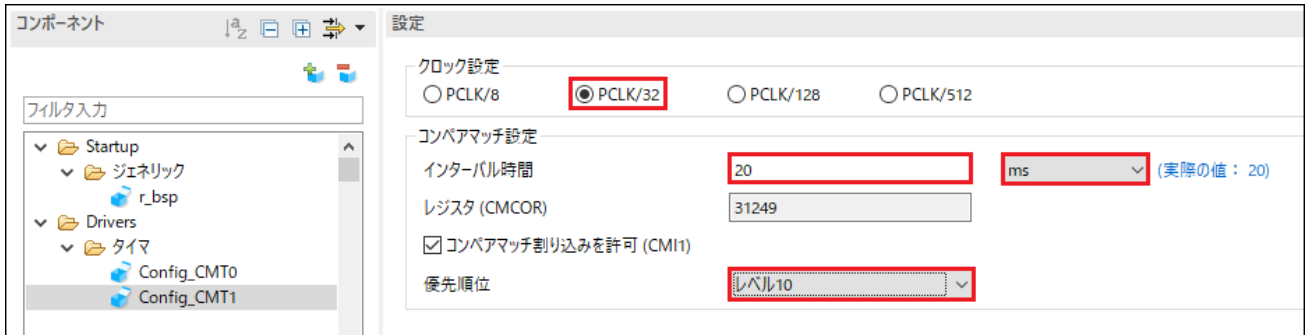 コンポーネント
設定
フィルタ入力
Startup
ジェネリック
r_bsp
Drivers
タイマ
Config_CMT0
Config_CMT1
クロック設定
PCLK/8 PCLK/32 PCLK/128 PCLK/512
コンペアマッチ設定
インターバル時間 20 ms (実際の値： 20)
レジスタ (CMCOR) 31249
コンペアマッチ割り込みを許可 (CMI1)
優先順位 レベル10